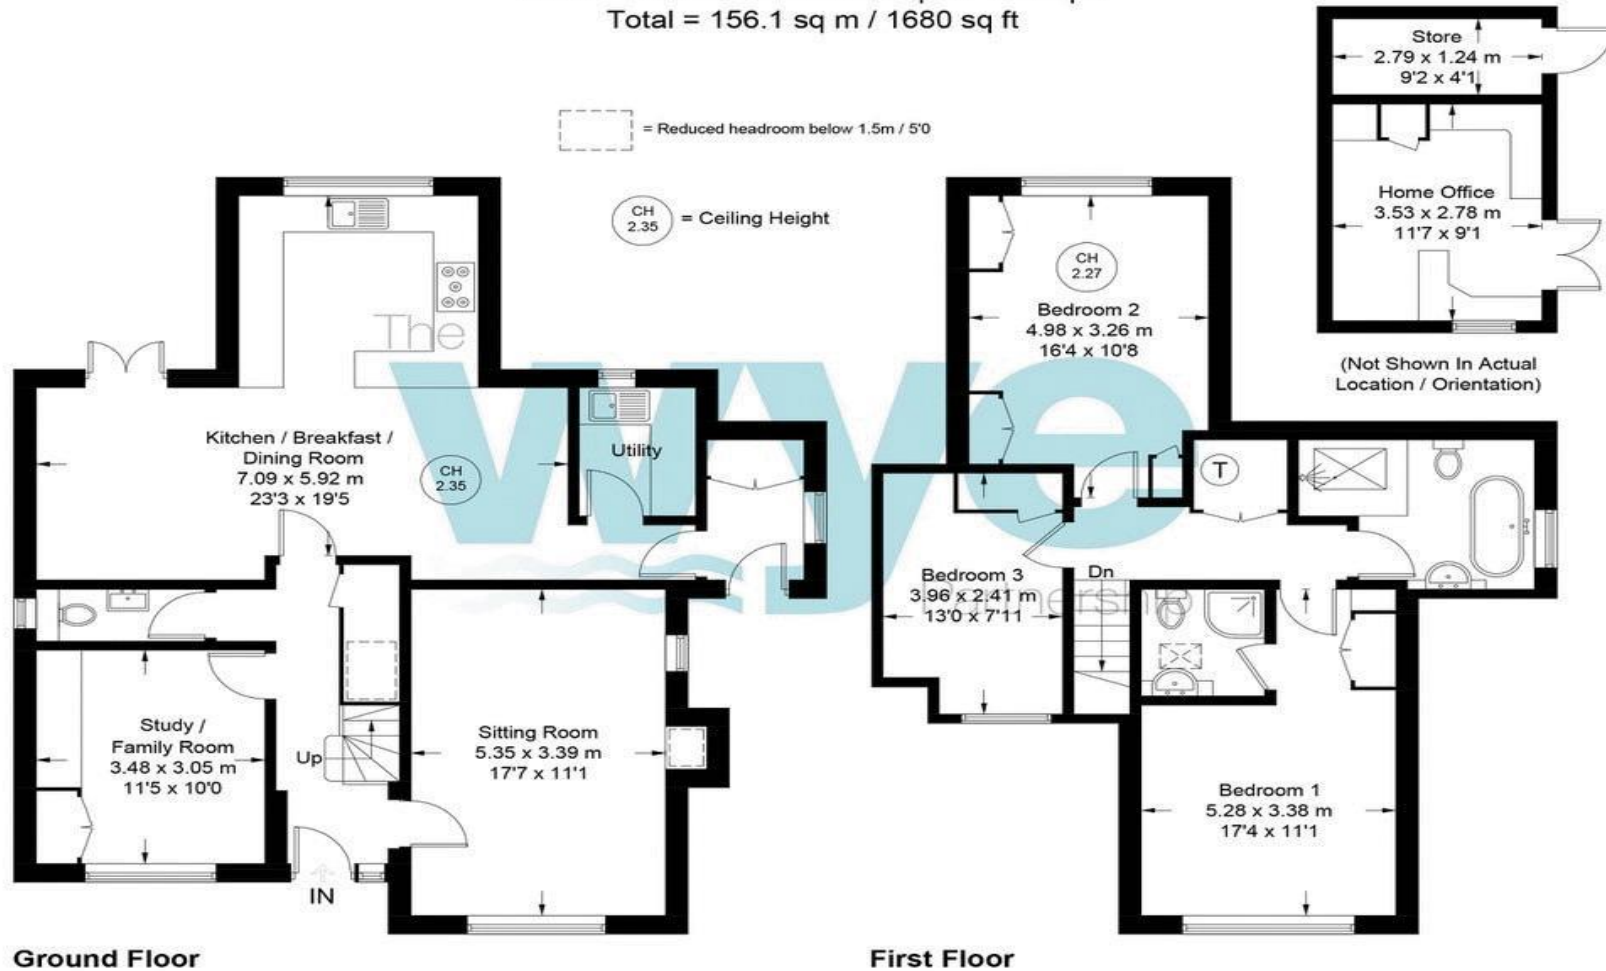 Total = 156.1 sq m / 1680 sq ft
= Reduced headroom below 1.5m / 5'0
CH
2.35
= Ceiling Height
Store
2.79 x 1.24 m
9'2 x 4'1
Home Office
3.53 x 2.78 m
11'7 x 9'1
(Not Shown In Actual
Location / Orientation)
The
wye
Partnership
Kitchen / Breakfast /
Dining Room
7.09 x 5.92 m
23'3 x 19'5
CH
2.35
Utility
Study /
Family Room
3.48 x 3.05 m
11'5 x 10'0
Up
IN
Sitting Room
5.35 x 3.39 m
17'7 x 11'1
Ground Floor
CH
2.27
Bedroom 2
4.98 x 3.26 m
16'4 x 10'8
T
Bedroom 3
3.96 x 2.41 m
13'0 x 7'11
Dn
Bedroom 1
5.28 x 3.38 m
17'4 x 11'1
First Floor